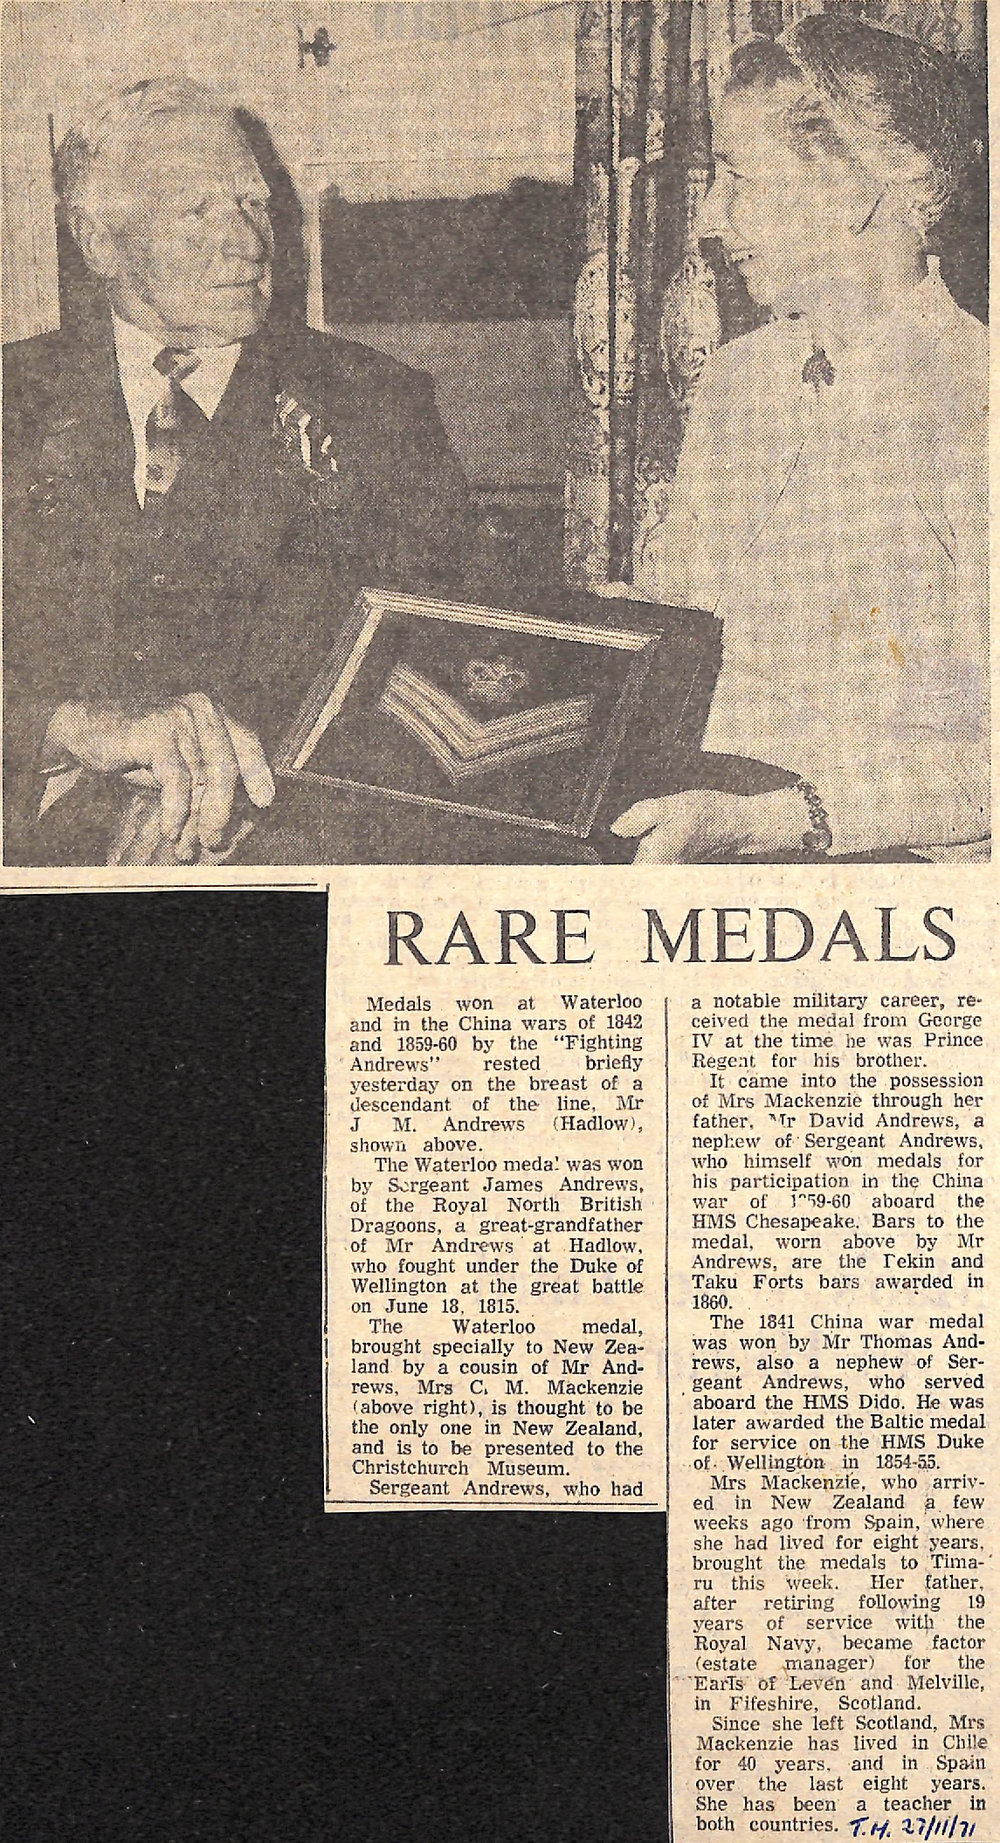 RARE MEDALS
Medals won at Waterloo
and in the China wars of 1842
and 1859-60 by the "Fighting
Andrews" rested briefly
yesterday on the breast of a
descendant of the line, Mr
J M. Andrews (Hadlow),
shown above.
The Waterloo medal was won
by Sergeant James Andrews,
of the Royal North British
Dragoons, a great-grandfather
of Mr Andrews at Hadlow,
who fought under the Duke of
Wellington at the great battle
on June 18, 1815.
The Waterloo medal,
brought specially to New Zea-
land by a cousin of Mr And-
rews, Mrs C. M. Mackenzie
(above right), is thought to be
the only one in New Zealand,
and is to be presented to the
Christchurch Museum.
Sergeant Andrews, who had
a notable military career, re-
ceived the medal from George
IV at the time he was Prince
Regent for his brother.
It came into the possession
of Mrs Mackenzie through her
father, Mr David Andrews, a
nephew of Sergeant Andrews,
who himself won medals for
his participation in the China
war of 1859-60 aboard the
HMS Chesapeake. Bars to the
medal, worn above by Mr
Andrews, are the Pekin and
Taku Forts bars awarded in
1860.
The 1841 China war medal
was won by Mr Thomas And-
rews, also a nephew of Ser-
geant Andrews, who served
aboard the HMS Dido. He was
later awarded the Baltic medal
for service on the HMS Duke
of Wellington in 1854-55.
Mrs Mackenzie, who arriv-
ed in New Zealand a few
weeks ago from Spain, where
she had lived for eight years,
brought the medals to Tima-
ru this week. Her father,
after retiring following 19
years of service with the
Royal Navy, became factor
(estate manager) for the
Earls of Leven and Melville,
in Fifeshire, Scotland.
Since she left Scotland, Mrs
Mackenzie has lived in Chile
for 40 years, and in Spain
over the last eight years.
She has been a teacher in
both countries. T.H. 27/11/71